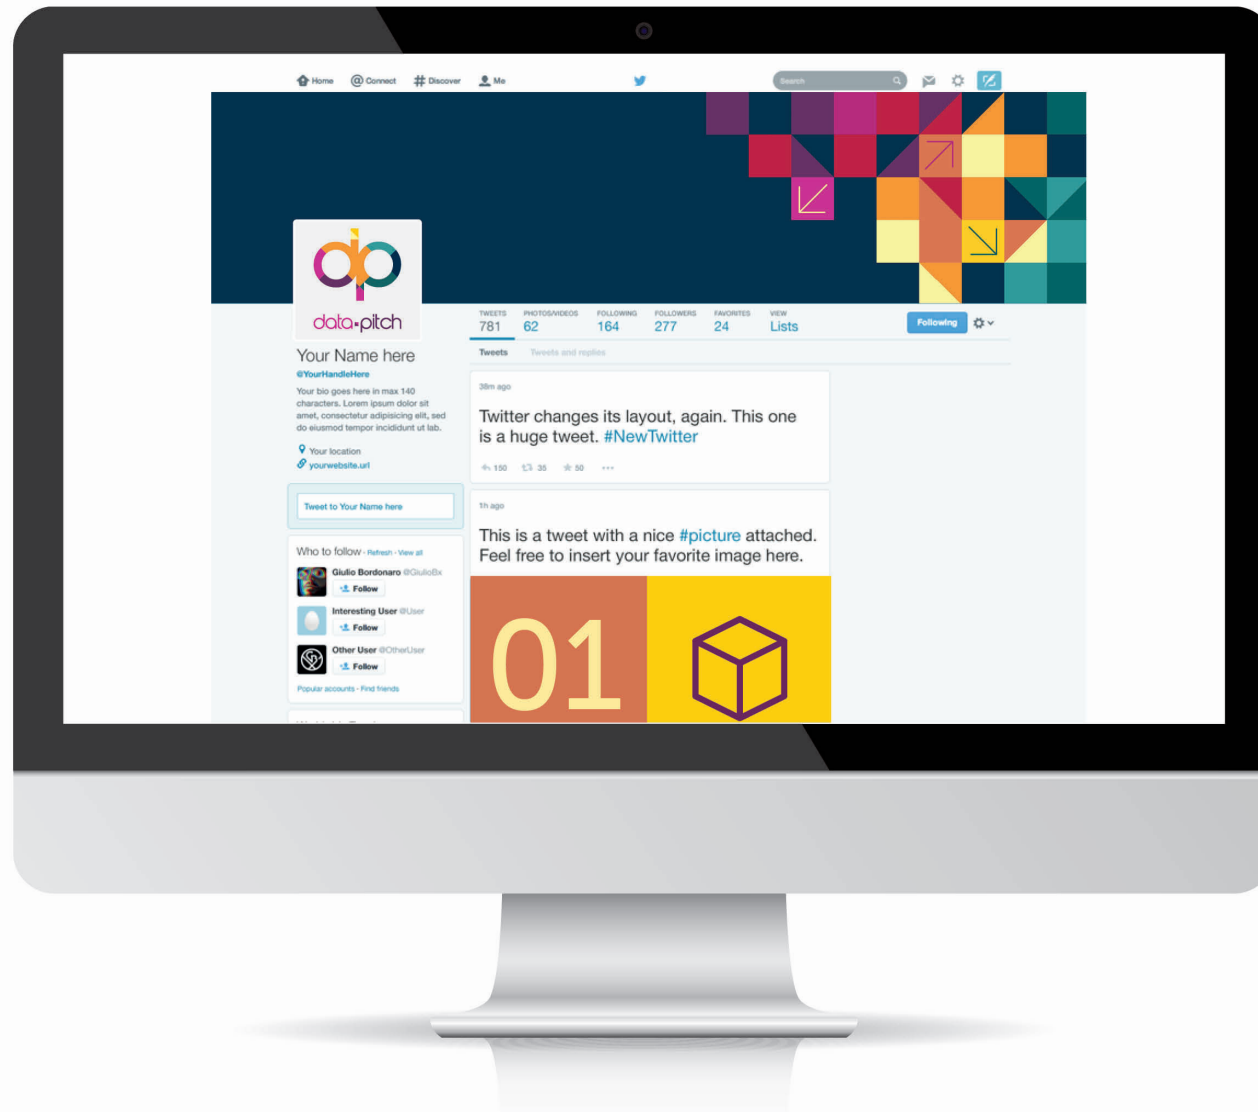 Home @ Connect # Discover Me
Search
data·pitch
TWEETS PHOTOS/VIDEOS FOLLOWING FOLLOWERS FAVORITES VIEW
781 62 164 277 24 Lists
Following
Your Name here
@YourHandleHere
Your bio goes here in max 140
characters. Lorem ipsum dolor sit
amet, consectetur adipisicing elit, sed
do eiusmod tempor incididunt ut lab.
Your location
yourwebsite.url
Tweet to Your Name here
Who to follow · Refresh · View all
Giulio Bordonaro @GiulioBx
Follow
Interesting User @User
Follow
Other User @OtherUser
Follow
Popular accounts · Find friends
Tweets Tweets and replies
38m ago
Twitter changes its layout, again. This one
is a huge tweet. #NewTwitter
150 35 50
1h ago
This is a tweet with a nice #picture attached.
Feel free to insert your favorite image here.
01